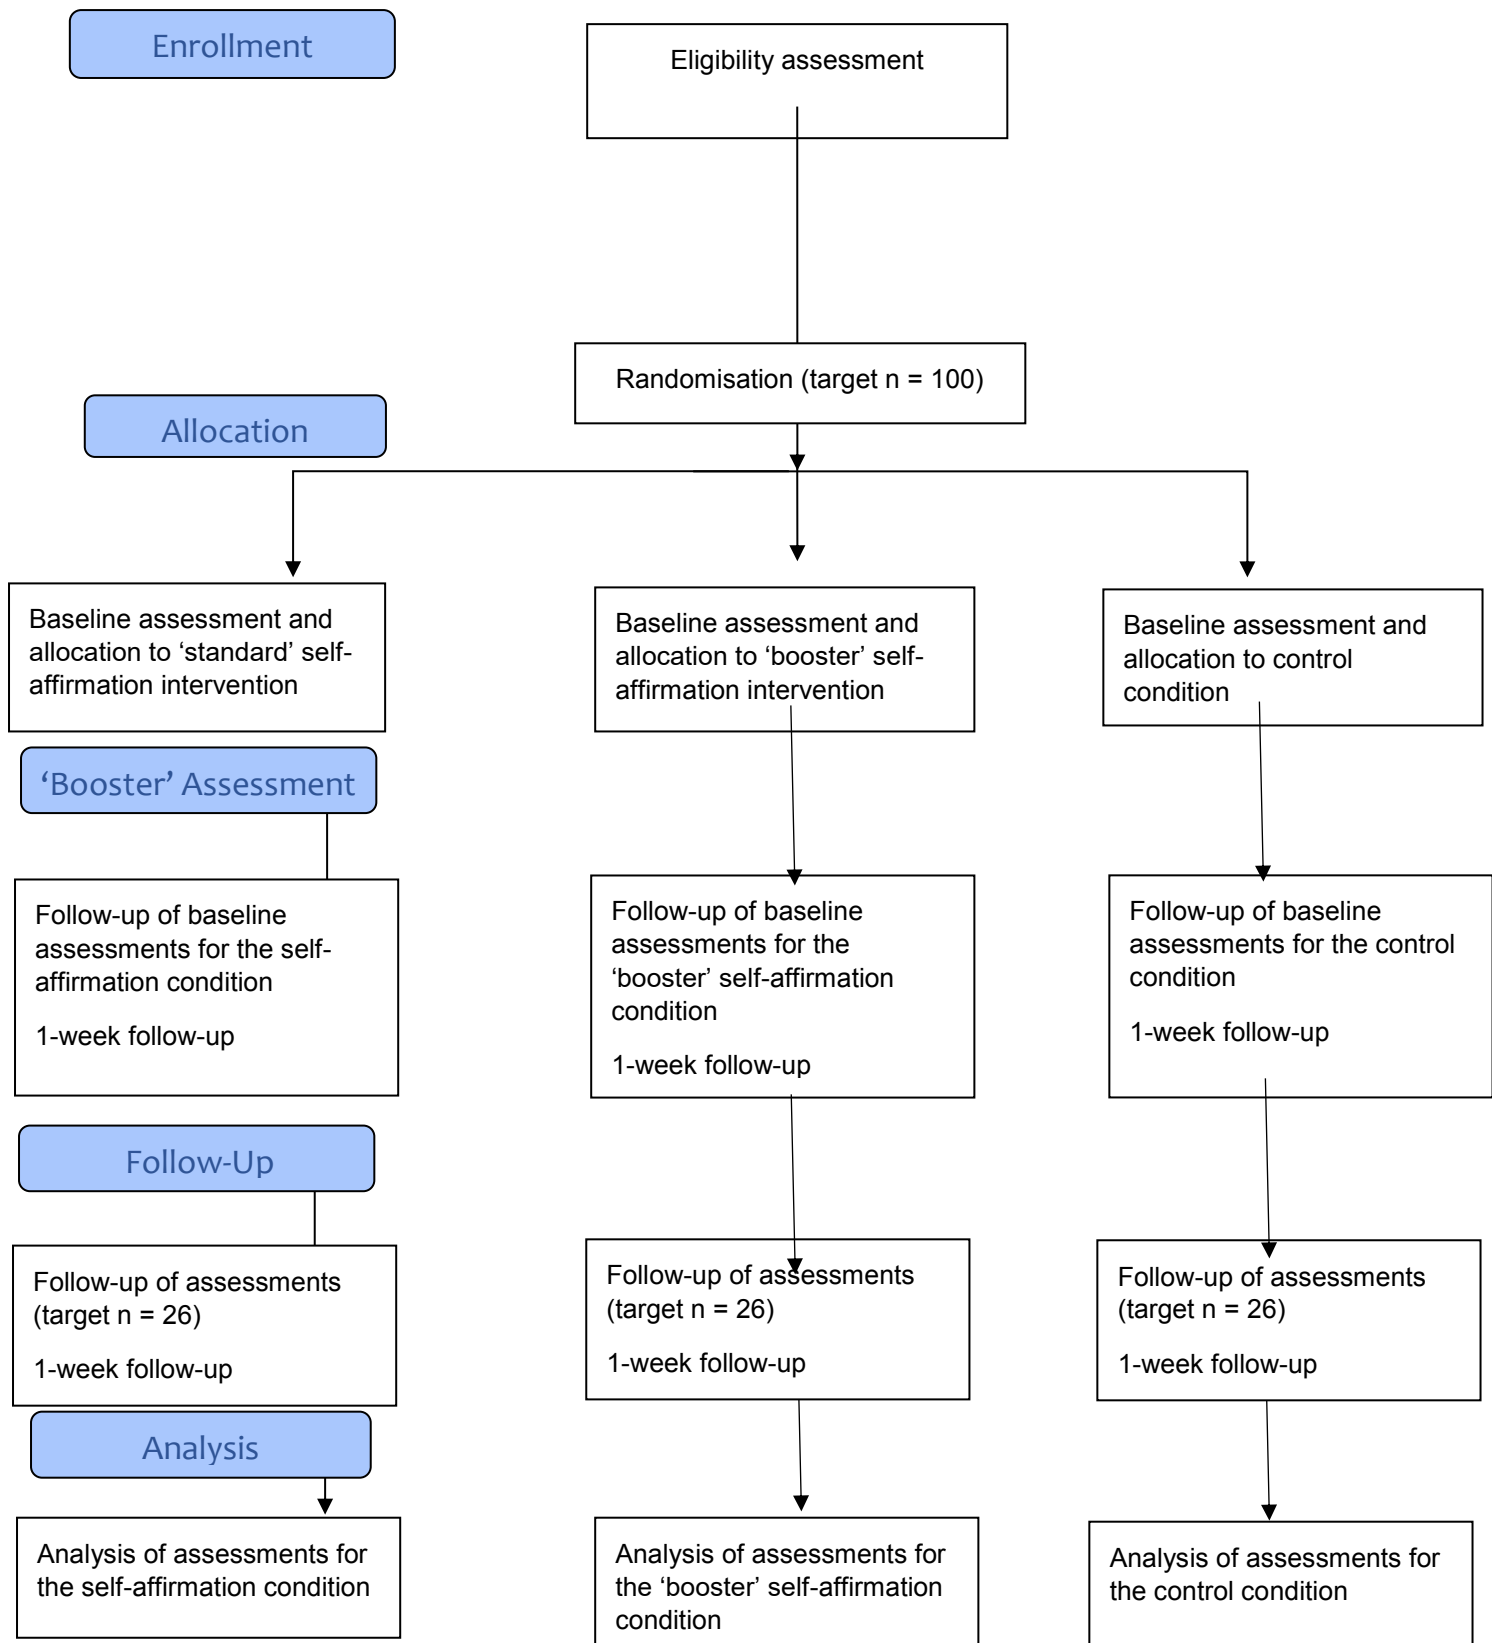 Enrollment
Eligibility assessment
Randomisation (target n = 100)
Allocation
Baseline assessment and
allocation to ‘standard’ self-
affirmation intervention
Baseline assessment and
allocation to ‘booster’ self-
affirmation intervention
Baseline assessment and
allocation to control
condition
‘Booster’ Assessment
Follow-up of baseline
assessments for the self-
affirmation condition
1-week follow-up
Follow-up of baseline
assessments for the
‘booster’ self-affirmation
condition
1-week follow-up
Follow-up of baseline
assessments for the control
condition
1-week follow-up
Follow-Up
Follow-up of assessments
(target n = 26)
1-week follow-up
Follow-up of assessments
(target n = 26)
1-week follow-up
Follow-up of assessments
(target n = 26)
1-week follow-up
Analysis
Analysis of assessments for
the self-affirmation condition
Analysis of assessments for
the ‘booster’ self-affirmation
condition
Analysis of assessments for
the control condition